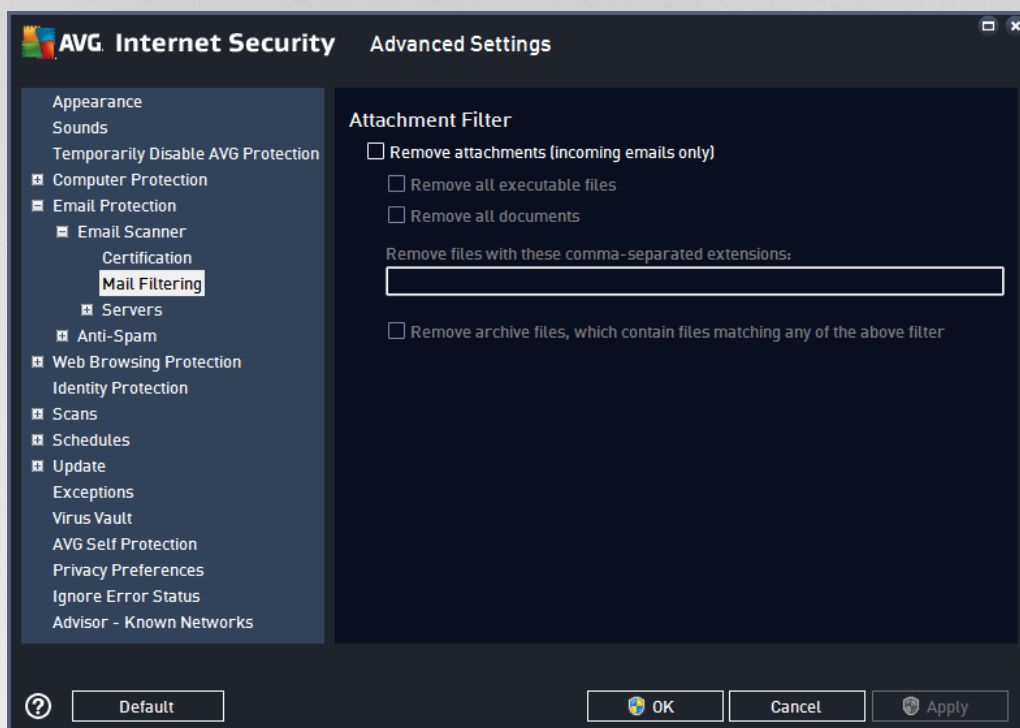 AVG. Internet Security Advanced Settings
Appearance
Sounds
Temporarily Disable AVG Protection
Computer Protection
Email Protection
Email Scanner
Certification
Mail Filtering
Servers
Anti-Spam
Web Browsing Protection
Identity Protection
Scans
Schedules
Update
Exceptions
Virus Vault
AVG Self Protection
Privacy Preferences
Ignore Error Status
Advisor - Known Networks
Attachment Filter
Remove attachments (incoming emails only)
Remove all executable files
Remove all documents
Remove files with these comma-separated extensions:
Remove archive files, which contain files matching any of the above filter
? Default OK Cancel Apply